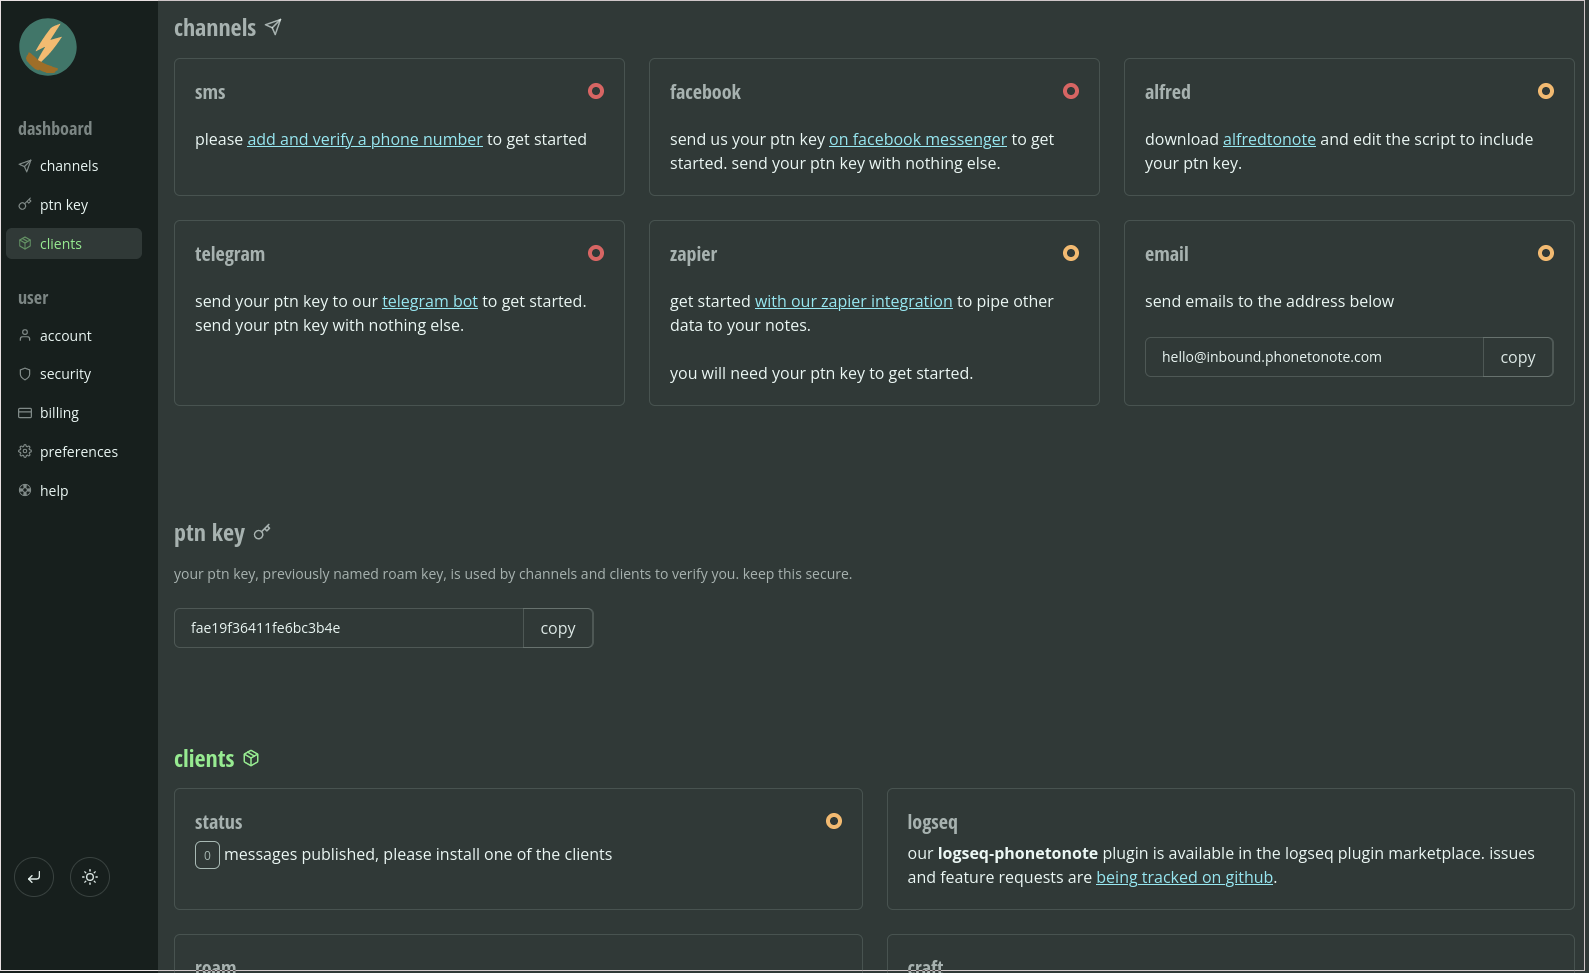 dashboard
channels
ptn key
clients
user
account
security
billing
preferences
help
channels
sms
please add and verify a phone number to get started
facebook
send us your ptn key on facebook messenger to get
started. send your ptn key with nothing else.
alfred
download alfredtonote and edit the script to include
your ptn key.
telegram
send your ptn key to our telegram bot to get started.
send your ptn key with nothing else.
zapier
get started with our zapier integration to pipe other
data to your notes.
you will need your ptn key to get started.
email
send emails to the address below
hello@inbound.phonetonote.com
copy
ptn key
your ptn key, previously named roam key, is used by channels and clients to verify you. keep this secure.
fae19f36411fe6bc3b4e
copy
clients
status
0 messages published, please install one of the clients
logseq
our logseq-phonetonote plugin is available in the logseq plugin marketplace. issues
and feature requests are being tracked on github.
roam
craft